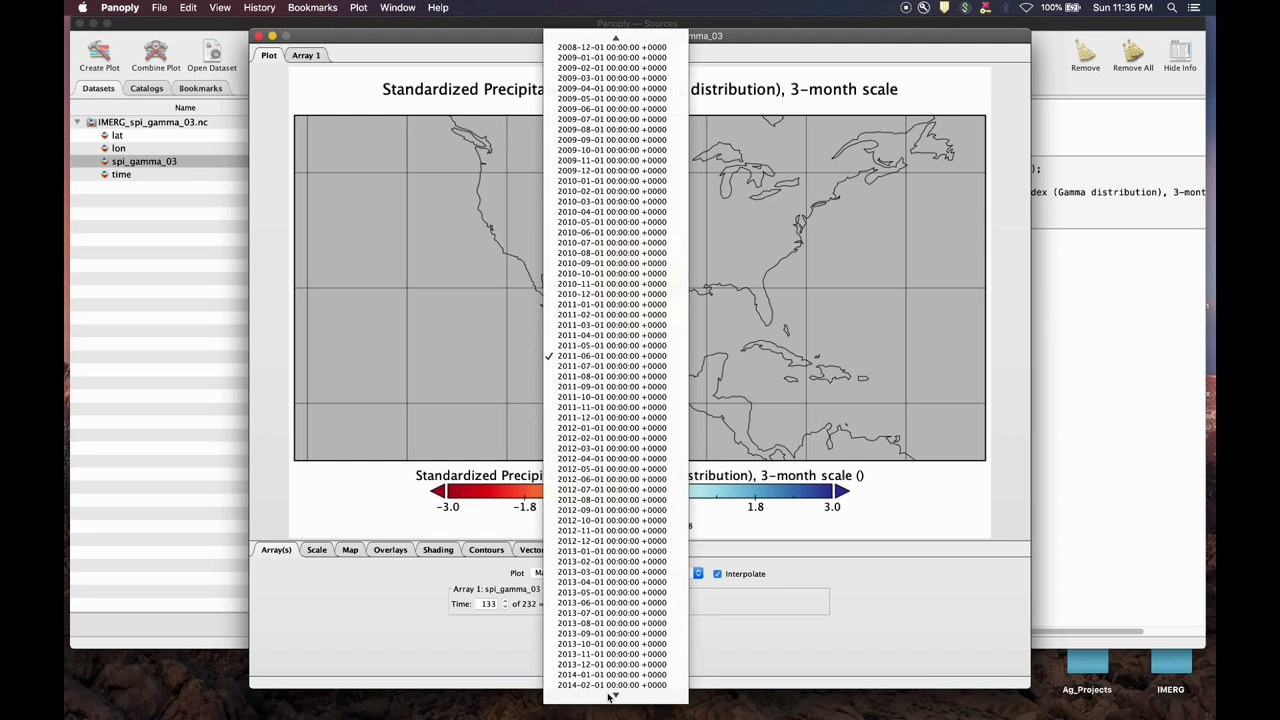 Panoply File Edit View History Bookmarks Plot Window Help
100% Sun 11:35 PM
Panoply — Sources
Create Plot Combine Plot Open Dataset
Remove Remove All Hide Info
Datasets Catalogs Bookmarks
Name
IMERG_spi_gamma_03.nc
lat
lon
spi_gamma_03
time
mma_03
Plot Array 1
Standardized Precipita distribution), 3-month scale
2008-12-01 00:00:00 +0000
2009-01-01 00:00:00 +0000
2009-02-01 00:00:00 +0000
2009-03-01 00:00:00 +0000
2009-04-01 00:00:00 +0000
2009-05-01 00:00:00 +0000
2009-06-01 00:00:00 +0000
2009-07-01 00:00:00 +0000
2009-08-01 00:00:00 +0000
2009-09-01 00:00:00 +0000
2009-10-01 00:00:00 +0000
2009-11-01 00:00:00 +0000
2009-12-01 00:00:00 +0000
2010-01-01 00:00:00 +0000
2010-02-01 00:00:00 +0000
2010-03-01 00:00:00 +0000
2010-04-01 00:00:00 +0000
2010-05-01 00:00:00 +0000
2010-06-01 00:00:00 +0000
2010-07-01 00:00:00 +0000
2010-08-01 00:00:00 +0000
2010-09-01 00:00:00 +0000
2010-10-01 00:00:00 +0000
2010-11-01 00:00:00 +0000
2010-12-01 00:00:00 +0000
2011-01-01 00:00:00 +0000
2011-02-01 00:00:00 +0000
2011-03-01 00:00:00 +0000
2011-04-01 00:00:00 +0000
2011-05-01 00:00:00 +0000
✓ 2011-06-01 00:00:00 +0000
2011-07-01 00:00:00 +0000
2011-08-01 00:00:00 +0000
2011-09-01 00:00:00 +0000
2011-10-01 00:00:00 +0000
2011-11-01 00:00:00 +0000
2011-12-01 00:00:00 +0000
2012-01-01 00:00:00 +0000
2012-02-01 00:00:00 +0000
2012-03-01 00:00:00 +0000
2012-04-01 00:00:00 +0000
2012-05-01 00:00:00 +0000
2012-06-01 00:00:00 +0000
2012-07-01 00:00:00 +0000
2012-08-01 00:00:00 +0000
2012-09-01 00:00:00 +0000
2012-10-01 00:00:00 +0000
2012-11-01 00:00:00 +0000
2012-12-01 00:00:00 +0000
2013-01-01 00:00:00 +0000
2013-02-01 00:00:00 +0000
2013-03-01 00:00:00 +0000
2013-04-01 00:00:00 +0000
2013-05-01 00:00:00 +0000
2013-06-01 00:00:00 +0000
2013-07-01 00:00:00 +0000
2013-08-01 00:00:00 +0000
2013-09-01 00:00:00 +0000
2013-10-01 00:00:00 +0000
2013-11-01 00:00:00 +0000
2013-12-01 00:00:00 +0000
2014-01-01 00:00:00 +0000
2014-02-01 00:00:00 +0000
);
dex (Gamma distribution), 3-mont
Standardized Precip distribution), 3-month scale ()
-3.0 -1.8 1.8 3.0
8
Array(s) Scale Map Overlays Shading Contours Vector
Plot Ma Interpolate
Array 1: spi_gamma_03
Time: 133 of 232 =
Ag_Projects IMERG